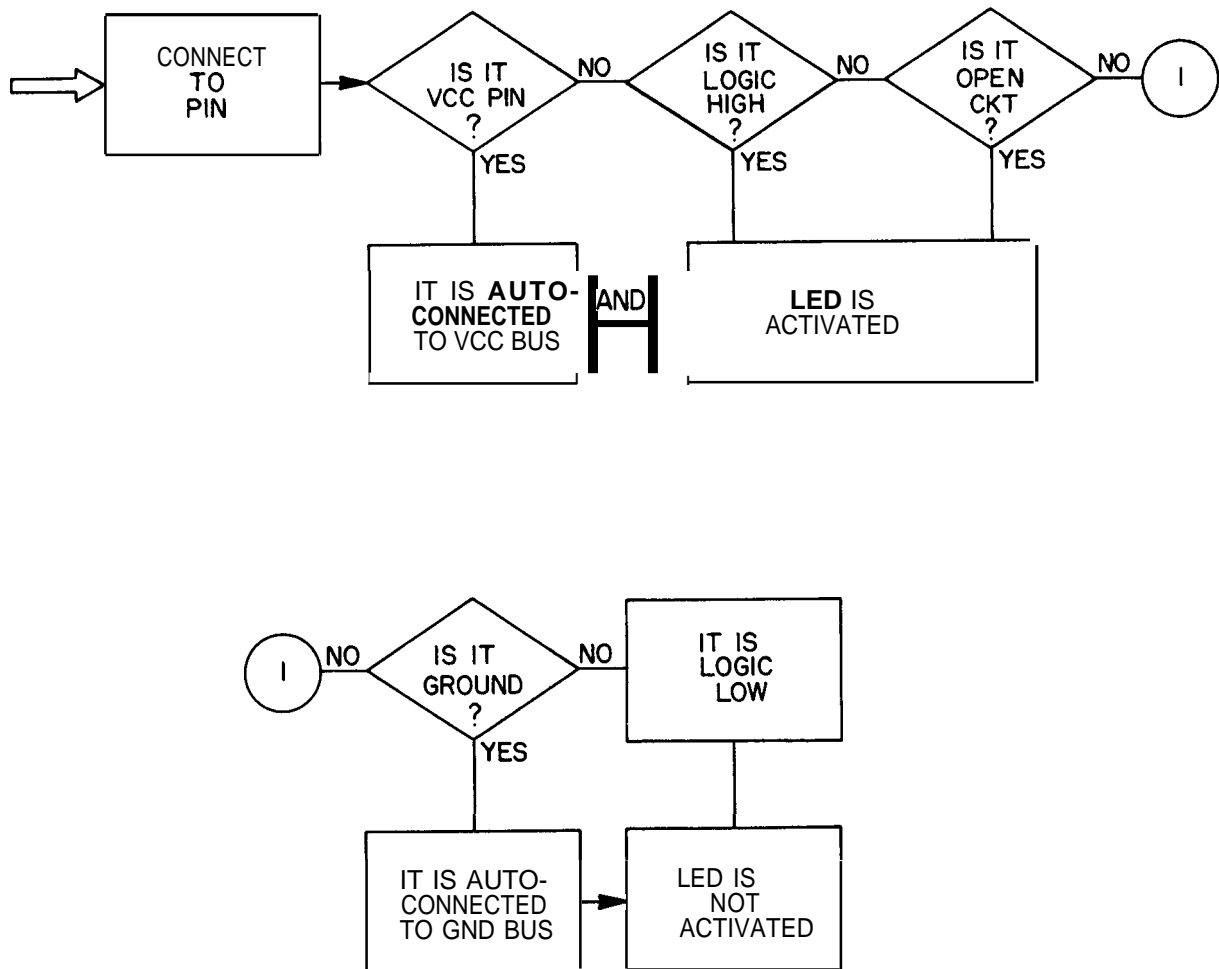 CONNECT
TO
PIN
IS IT
VCC PIN
?
NO
YES
IS IT
LOGIC
HIGH
?
NO
YES
IS IT
OPEN
CKT
?
NO
YES
I
IT IS AUTO-
CONNECTED
TO VCC BUS
AND
LED IS
ACTIVATED
I
NO
IS IT
GROUND
?
NO
YES
IT IS
LOGIC
LOW
IT IS AUTO-
CONNECTED
TO GND BUS
LED IS
NOT
ACTIVATED